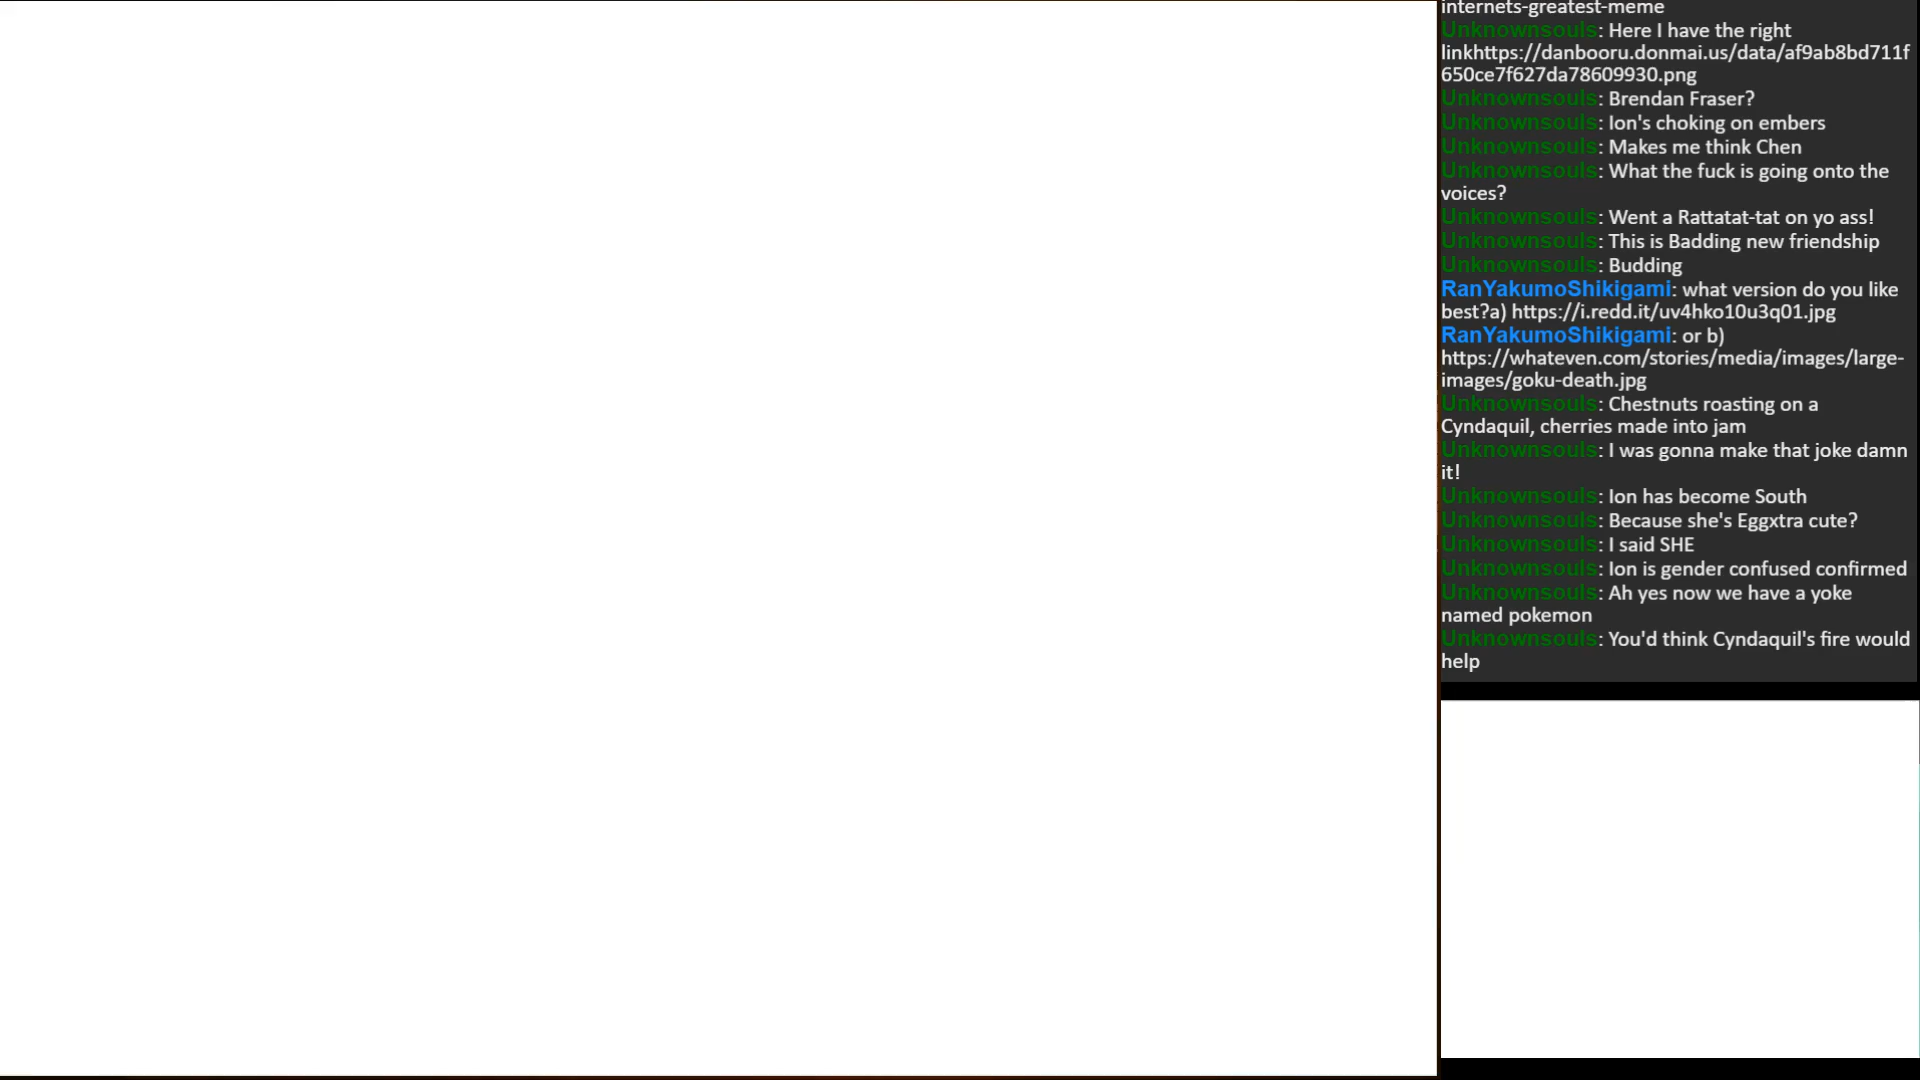 internets-greatest-meme
Unknownsouls: Here I have the right
linkhttps://danbooru.donmai.us/data/af9ab8bd711f
650ce7f627da78609930.png
Unknownsouls: Brendan Fraser?
Unknownsouls: Ion's choking on embers
Unknownsouls: Makes me think Chen
Unknownsouls: What the fuck is going onto the
voices?
Unknownsouls: Went a Rattatat-tat on yo ass!
Unknownsouls: This is Badding new friendship
Unknownsouls: Budding
RanYakumoShikigami: what version do you like
best?a) https://i.redd.it/uv4hko10u3q01.jpg
RanYakumoShikigami: or b)
https://whateven.com/stories/media/images/large-
images/goku-death.jpg
Unknownsouls: Chestnuts roasting on a
Cyndaquil, cherries made into jam
Unknownsouls: I was gonna make that joke damn
it!
Unknownsouls: Ion has become South
Unknownsouls: Because she's Eggxtra cute?
Unknownsouls: I said SHE
Unknownsouls: Ion is gender confused confirmed
Unknownsouls: Ah yes now we have a yoke
named pokemon
Unknownsouls: You'd think Cyndaquil's fire would
help